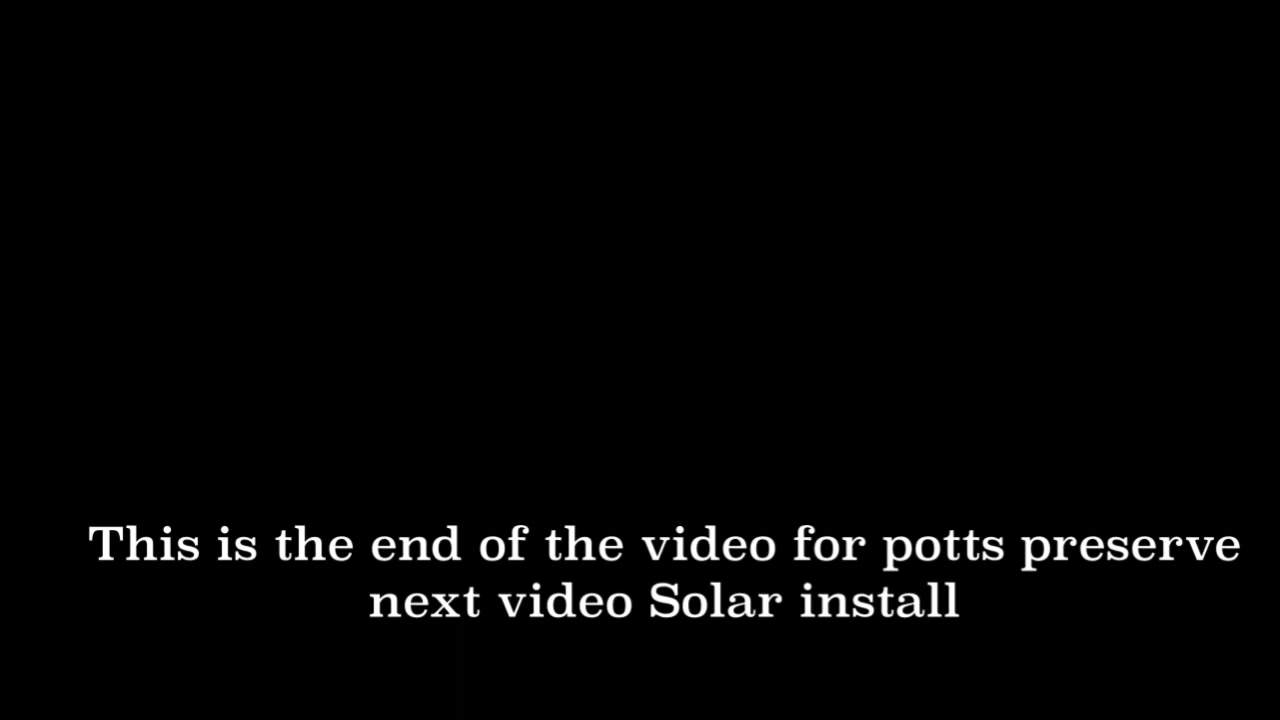 This is the end of the video for potts preserve
next video Solar install